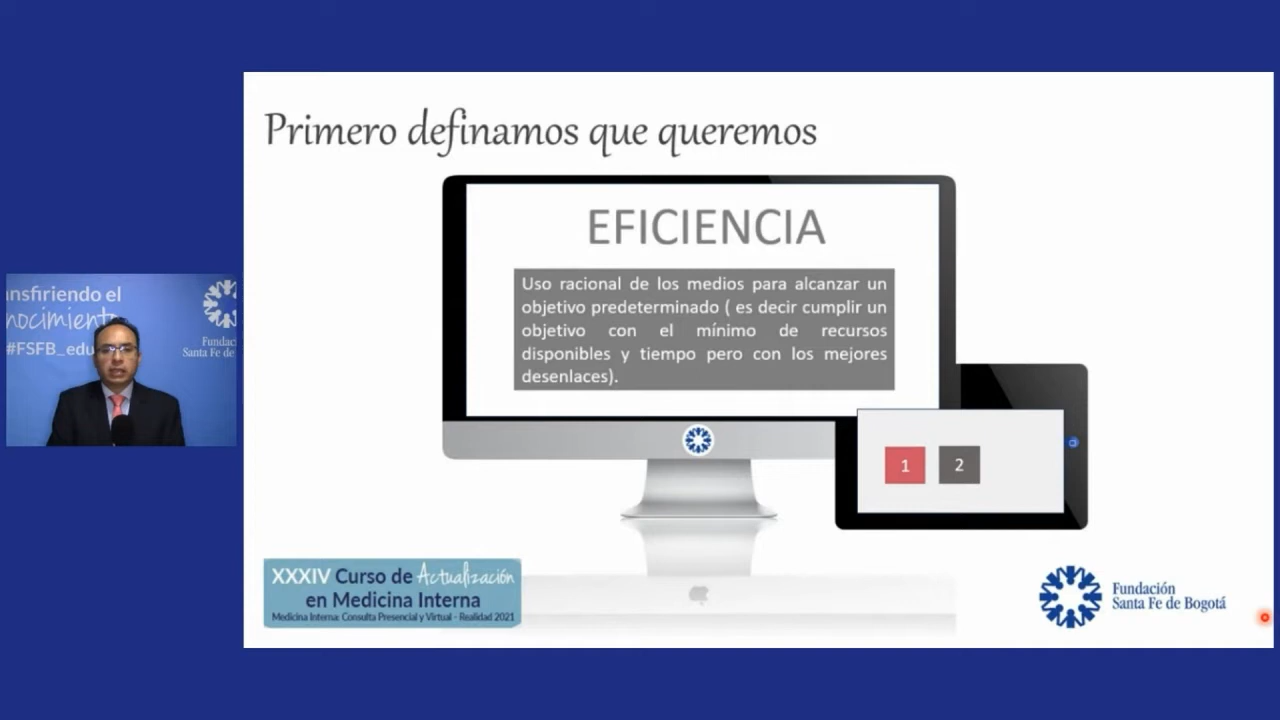 Primero definamos que queremos
EFICIENCIA
Uso racional de los medios para alcanzar un
objetivo predeterminado ( es decir cumplir un
objetivo con el mínimo de recursos
disponibles y tiempo pero con los mejores
desenlaces).
1 2
XXXIV Curso de Actualización
en Medicina Interna
Medicina Interna: Consulta Presencial y Virtual - Realidad 2021
Fundación
Santa Fe de Bogotá
ansfiriendo el
nocimiento
#FSFB_edu
Fundac
Santa Fe de